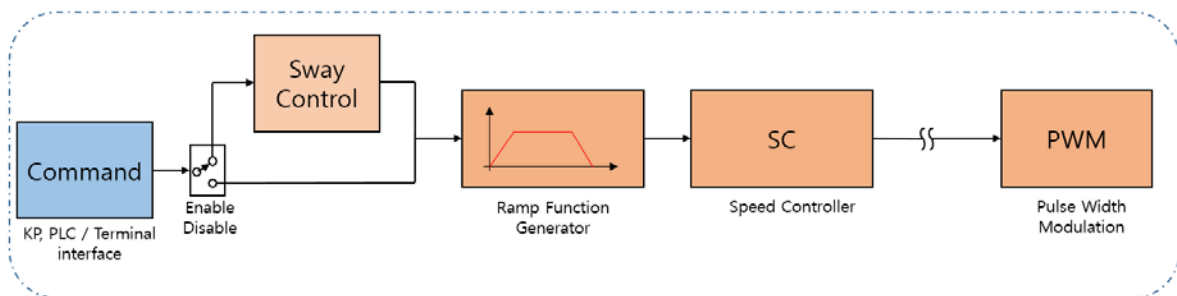 Sway
Control
Command
SC
PWM
Enable
Disable
KP, PLC / Terminal
interface
Ramp Function
Generator
Speed Controller
Pulse Width
Modulation